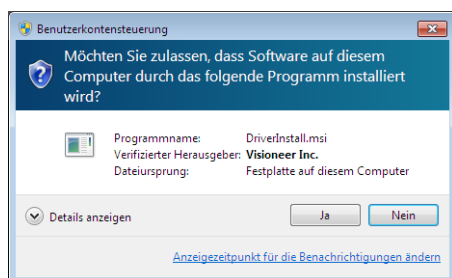 Benutzerkontensteuerung
Möchten Sie zulassen, dass Software auf diesem
Computer durch das folgende Programm installiert
wird?
Programmname: DriverInstall.msi
Verifizierter Herausgeber: Visioneer Inc.
Dateiursprung: Festplatte auf diesem Computer
Details anzeigen Ja Nein
Anzeigezeitpunkt für die Benachrichtigungen ändern